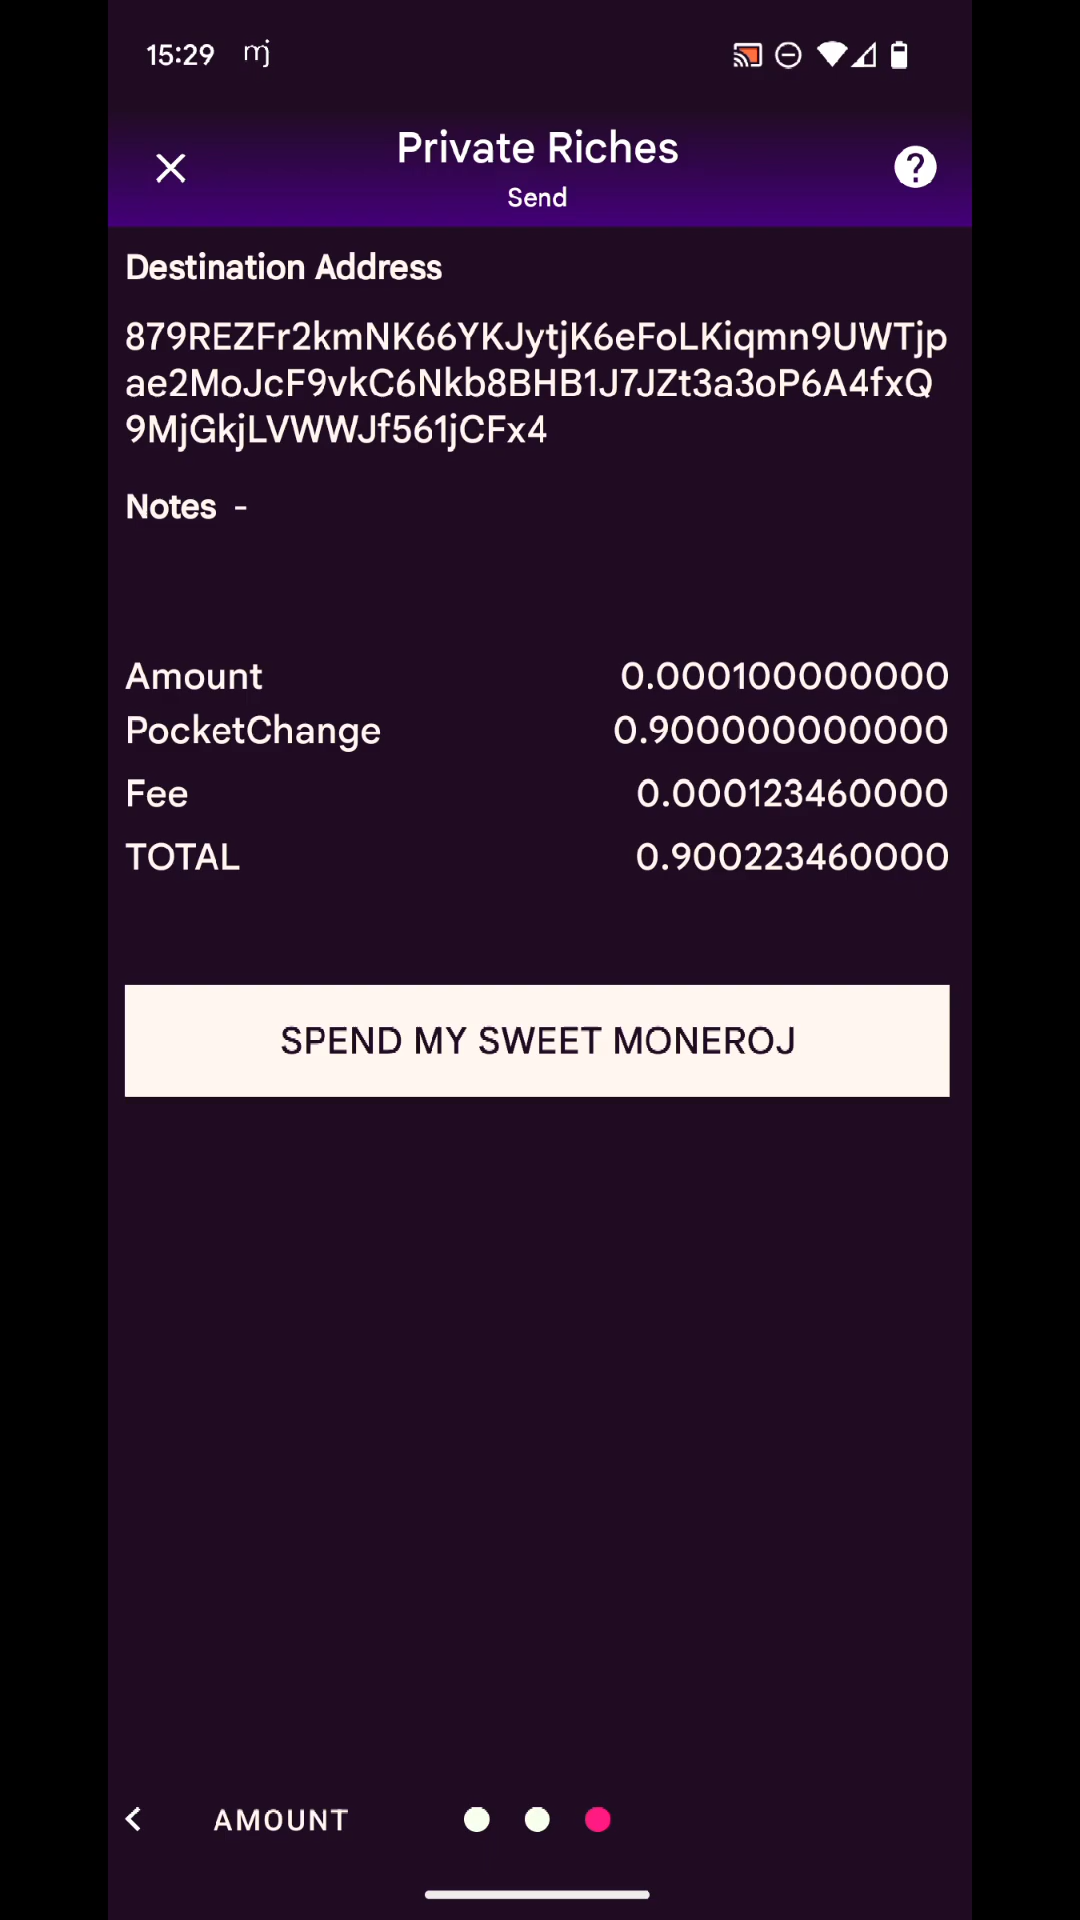 15:29 mj
Private Riches
Send
Destination Address
879REZFr2kmNK66YKJytjK6eFoLKiqmn9UWTjp
ae2MoJcF9vkC6Nkb8BHB1J7JZt3a3oP6A4fxQ
9MjGkjLVWWJf561jCFx4
Notes -
Amount 0.000100000000
PocketChange 0.900000000000
Fee 0.000123460000
TOTAL 0.900223460000
SPEND MY SWEET MONEROJ
AMOUNT